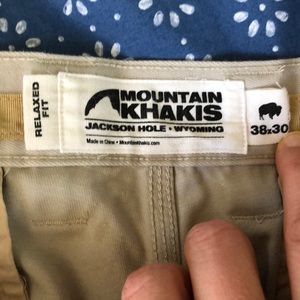 RELAXED
FIT
MOUNTAIN
KHAKIS
JACKSON HOLE • WYOMING
Made in China • MountainKhakis.com
38x30